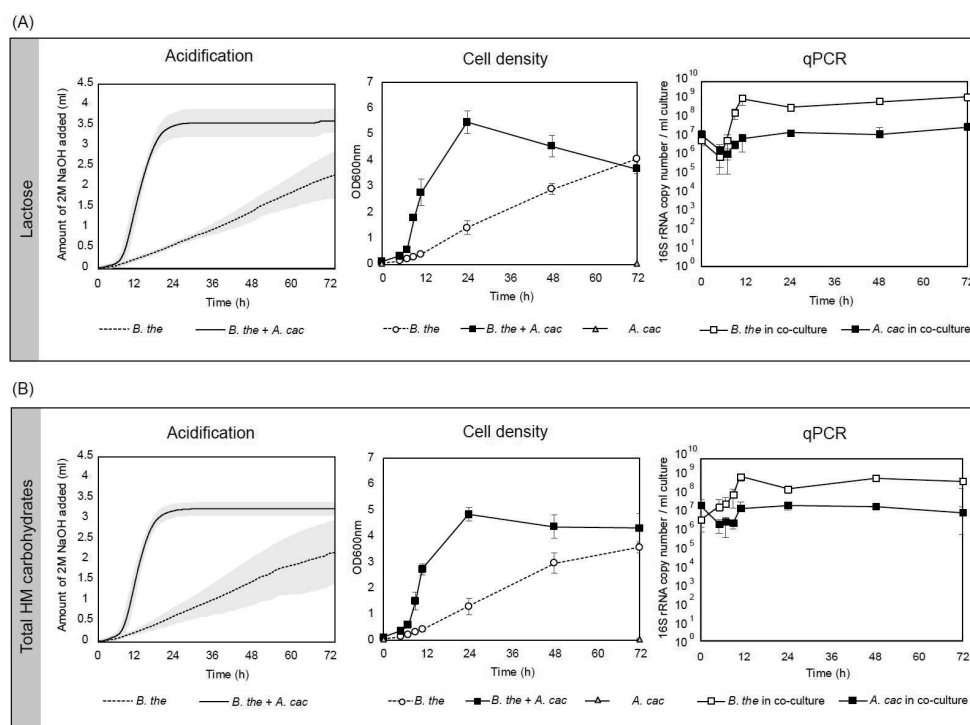 (A)
Lactose
Acidification
Amount of 2M NaOH added (ml)
4.5
4
3.5
3
2.5
2
1.5
1
0.5
0
0 12 24 36 48 60 72
Time (h)
B. the B. the + A. cac
Cell density
OD600nm
7
6
5
4
3
2
1
0
0 12 24 36 48 60 72
Time (h)
B. the B. the + A. cac A. cac
qPCR
16S rRNA copy number / ml culture
10^10
10^9
10^8
10^7
10^6
10^5
10^4
10^3
10^2
10^1
10^0
0 12 24 36 48 60 72
Time (h)
B. the in co-culture A. cac in co-culture
(B)
Total HM carbohydrates
Acidification
Amount of 2M NaOH added (ml)
4.5
4
3.5
3
2.5
2
1.5
1
0.5
0
0 12 24 36 48 60 72
Time (h)
B. the B. the + A. cac
Cell density
OD600nm
7
6
5
4
3
2
1
0
0 12 24 36 48 60 72
Time (h)
B. the B. the + A. cac A. cac
qPCR
16S rRNA copy number / ml culture
10^10
10^9
10^8
10^7
10^6
10^5
10^4
10^3
10^2
10^1
10^0
0 12 24 36 48 60 72
Time (h)
B. the in co-culture A. cac in co-culture